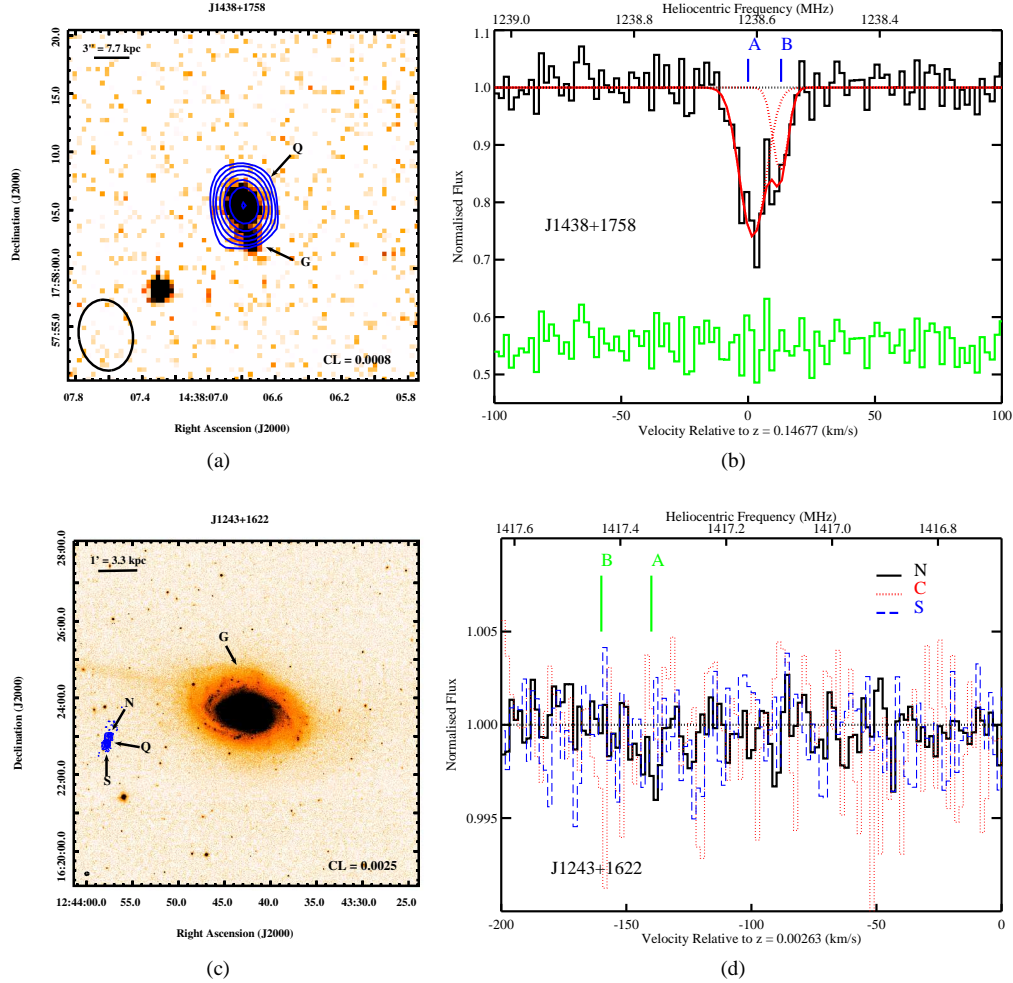 J1438+1758
3" = 7.7 kpc
Q
G
CL = 0.0008
20.0
15.0
10.0
05.0
17:58:00.0
57:55.0
Declination (J2000)
07.8 07.4 14:38:07.0 06.6 06.2 05.8
Right Ascension (J2000)
(a)
Heliocentric Frequency (MHz)
1239.0 1238.8 1238.6 1238.4
A B
1.1
1.0
0.9
0.8
0.7
0.6
0.5
Normalised Flux
J1438+1758
-100 -50 0 50 100
Velocity Relative to z = 0.14677 (km/s)
(b)
J1243+1622
1' = 3.3 kpc
G
N
Q
S
CL = 0.0025
28:00.0
26:00.0
24:00.0
22:00.0
16:20:00.0
Declination (J2000)
12:44:00.0 55.0 50.0 45.0 40.0 35.0 43:30.0 25.0
Right Ascension (J2000)
(c)
Heliocentric Frequency (MHz)
1417.6 1417.4 1417.2 1417.0 1416.8
B A
N
C
S
1.005
1.000
0.995
Normalised Flux
J1243+1622
-200 -150 -100 -50 0
Velocity Relative to z = 0.00263 (km/s)
(d)